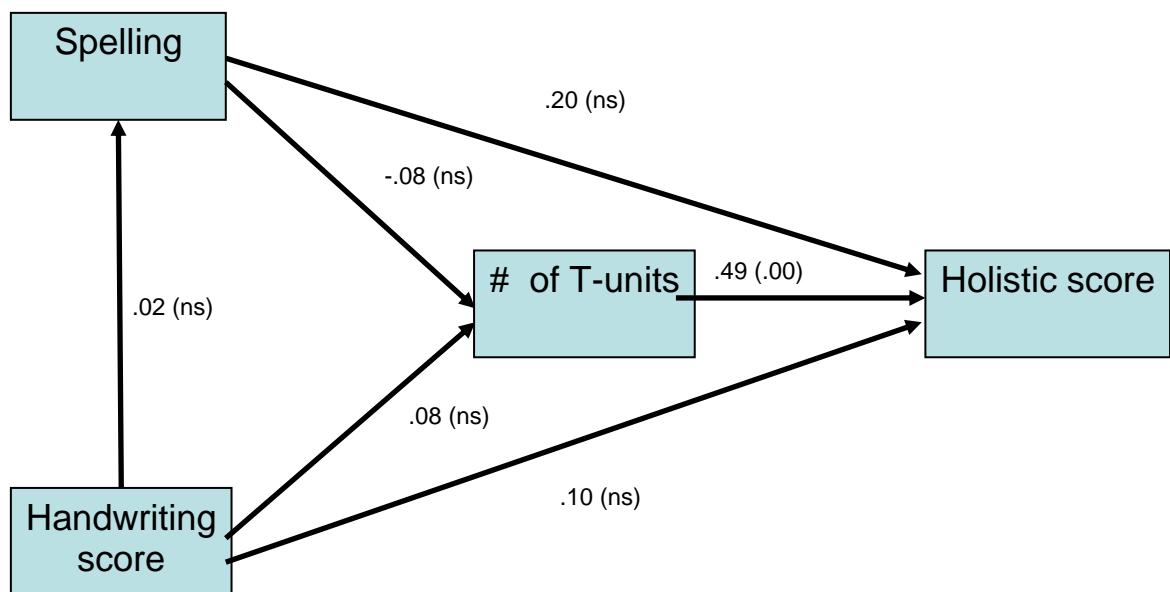 Spelling
.20 (ns)
-.08 (ns)
# of T-units
.49 (.00)
Holistic score
.02 (ns)
.08 (ns)
.10 (ns)
Handwriting
score